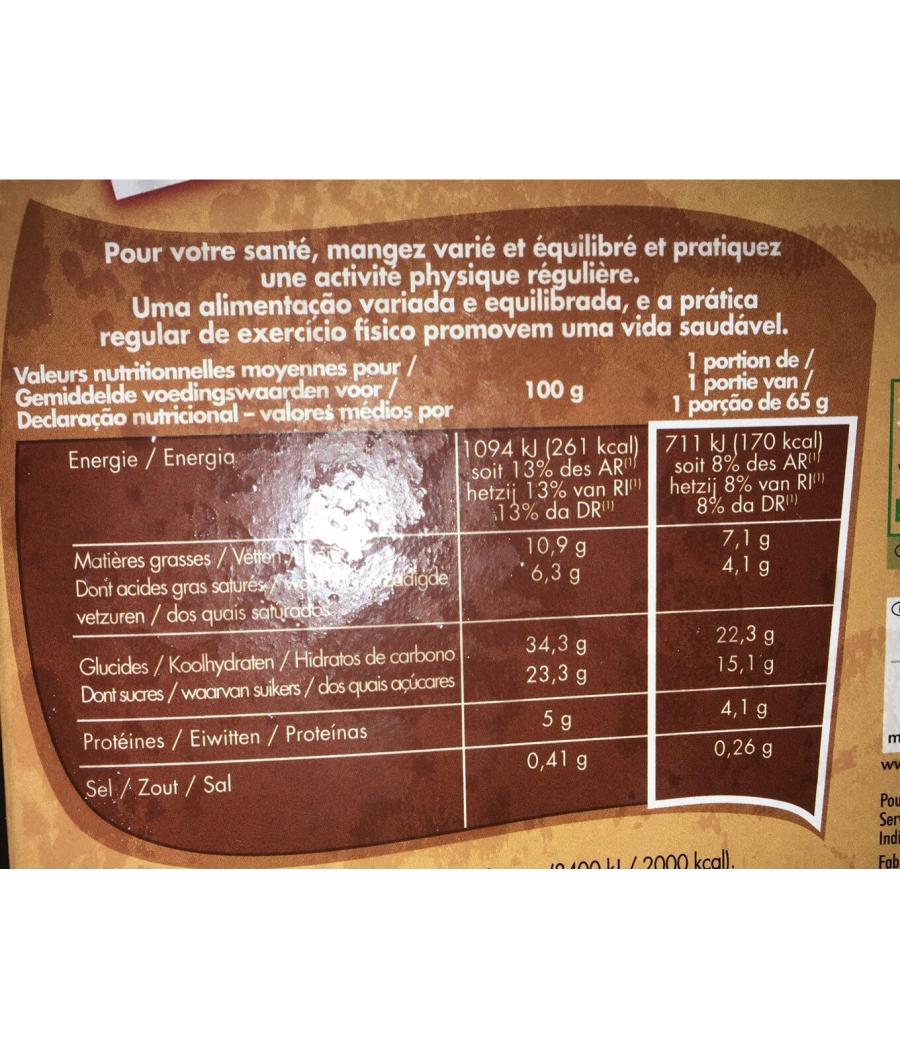 Pour votre santé, mangez varié et équilibré et pratiquez
une activité physique régulière.
Uma alimentação variada e equilibrada, e a prática
regular de exercício físico promovem uma vida saudável.
Valeurs nutritionnelles moyennes pour /
Gemiddelde voedingswaarden voor /
Declaração nutricional – valores médios por
100 g
1 portion de /
1 portie van /
1 porção de 65 g
Energie / Energia
1094 kJ (261 kcal)
soit 13% des AR(1)
hetzij 13% van RI(1)
13% da DR(1)
711 kJ (170 kcal)
soit 8% des AR(1)
hetzij 8% van RI(1)
8% da DR(1)
Matières grasses / Vetten
10,9 g
7,1 g
Dont acides gras saturés /
6,3 g
4,1 g
vetzuren / dos quais saturados
Glucides / Koolhydraten / Hidratos de carbono
34,3 g
22,3 g
Dont sucres / waarvan suikers / dos quais açúcares
23,3 g
15,1 g
Protéines / Eiwitten / Proteínas
5 g
4,1 g
Sel / Zout / Sal
0,41 g
0,26 g
/ 2000 kcal).
Pou
Ser
Indi
Fab